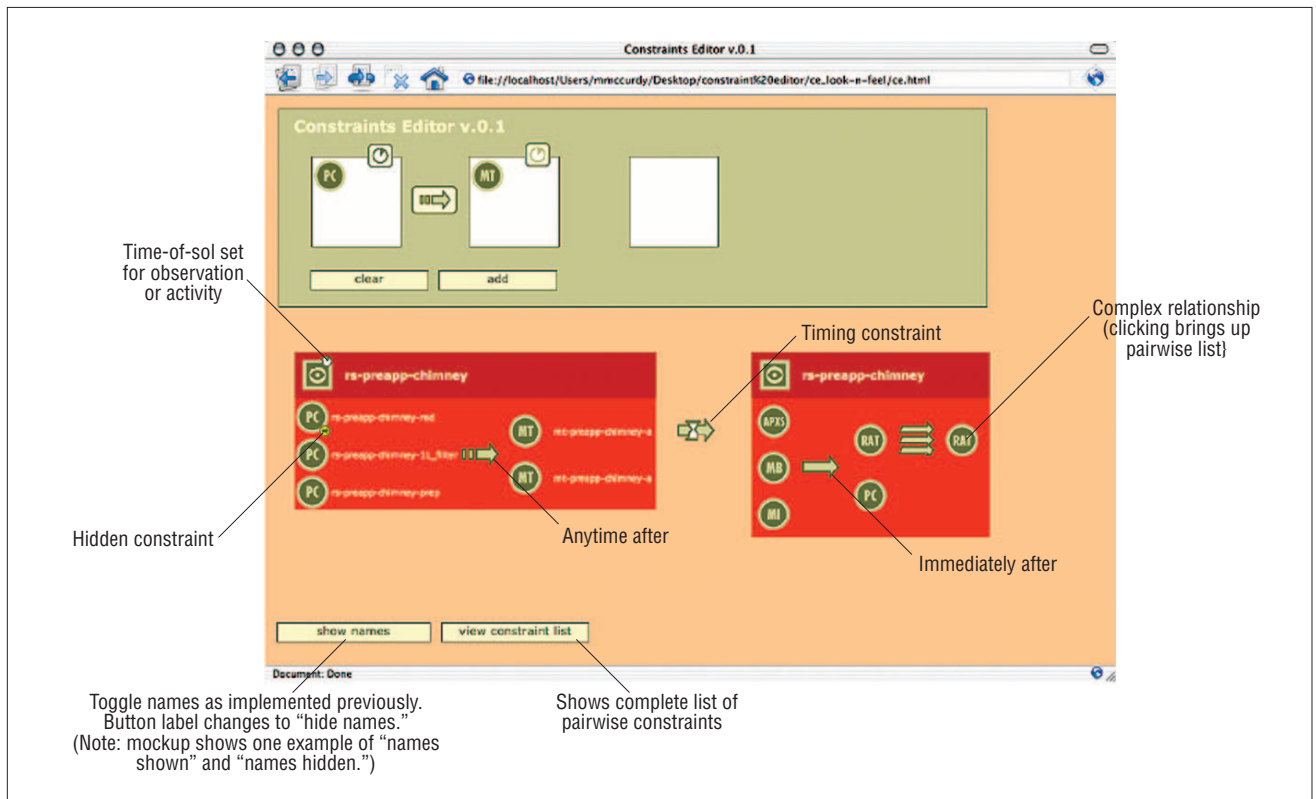 Constraints Editor v.0.1
file://localhost/Users/mmccurdy/Desktop/constraint%20editor/ce_look-n-feel/ce.html
Constraints Editor v.0.1
PC
MT
clear
add
Time-of-sol set
for observation
or activity
Timing constraint
Complex relationship
(clicking brings up
pairwise list}
rs-preapp-chimney
PC
rs-preapp-chimney-red
PC
rs-preapp-chimney-11_filter
PC
rs-preapp-chimney-prep
MT
mt-preapp-chimney-a
MT
mt-preapp-chimney-a
rs-preapp-chimney
APXS
MB
MI
RAT
PC
RAT
Hidden constraint
Anytime after
Immediately after
show names
view constraint list
Document: Done
Toggle names as implemented previously.
Button label changes to “hide names.”
(Note: mockup shows one example of “names
shown” and “names hidden.”)
Shows complete list of
pairwise constraints